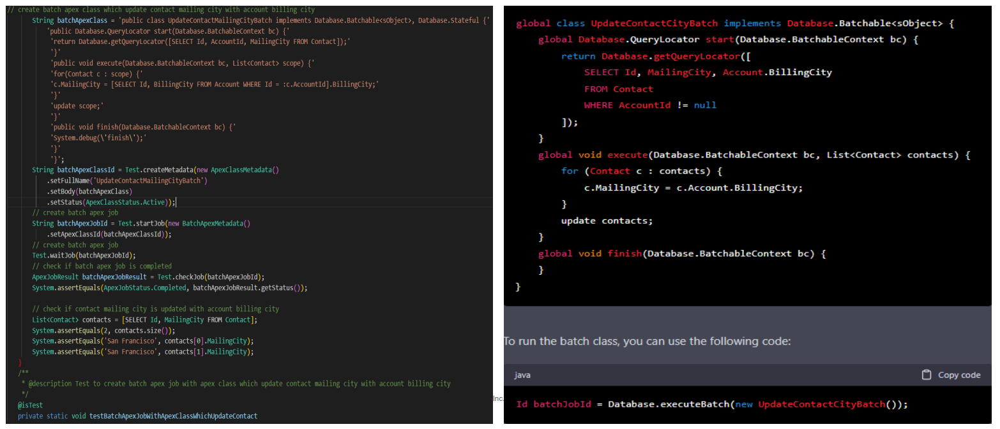 // create batch apex class which update contact mailing city with account billing city
String batchApexClass = 'public class UpdateContactMailingCityBatch implements Database.Batchable<sObject>, Database.Stateful {'
'public Database.QueryLocator start(Database.BatchableContext bc) {'
'return Database.getQueryLocator([SELECT Id, AccountId, MailingCity FROM Contact]);'
'}'
'public void execute(Database.BatchableContext bc, List<Contact> scope) {'
'for(Contact c : scope) {'
'c.MailingCity = [SELECT Id, BillingCity FROM Account WHERE Id = :c.AccountId].BillingCity;'
'}'
'update scope;'
'}'
'public void finish(Database.BatchableContext bc) {'
'System.debug(\'finish\');'
'}'
'}';
String batchApexClassId = Test.createMetadata(new ApexClassMetadata()
.setFullName('UpdateContactMailingCityBatch')
.setBody(batchApexClass)
.setStatus(ApexClassStatus.Active));
// create batch apex job
String batchApexJobId = Test.startJob(new BatchApexMetadata()
.setApexClassId(batchApexClassId));
// create batch apex job
Test.waitJob(batchApexJobId);
// check if batch apex job is completed
ApexJobResult batchApexJobResult = Test.checkJob(batchApexJobId);
System.assertEquals(ApexJobStatus.Completed, batchApexJobResult.getStatus());
// check if contact mailing city is updated with account billing city
List<Contact> contacts = [SELECT Id, MailingCity FROM Contact];
System.assertEquals(2, contacts.size());
System.assertEquals('San Francisco', contacts[0].MailingCity);
System.assertEquals('San Francisco', contacts[1].MailingCity);
}
/**
* @description Test to create batch apex job with apex class which update contact mailing city with account billing city
*/
@isTest
private static void testBatchApexJobWithApexClassWhichUpdateContact
Inc.
global class UpdateContactCityBatch implements Database.Batchable<sObject> {
global Database.QueryLocator start(Database.BatchableContext bc) {
return Database.getQueryLocator([
SELECT Id, MailingCity, Account.BillingCity
FROM Contact
WHERE AccountId != null
]);
}
global void execute(Database.BatchableContext bc, List<Contact> contacts) {
for (Contact c : contacts) {
c.MailingCity = c.Account.BillingCity;
}
update contacts;
}
global void finish(Database.BatchableContext bc) {
}
}
To run the batch class, you can use the following code:
java
Copy code
Id batchJobId = Database.executeBatch(new UpdateContactCityBatch());